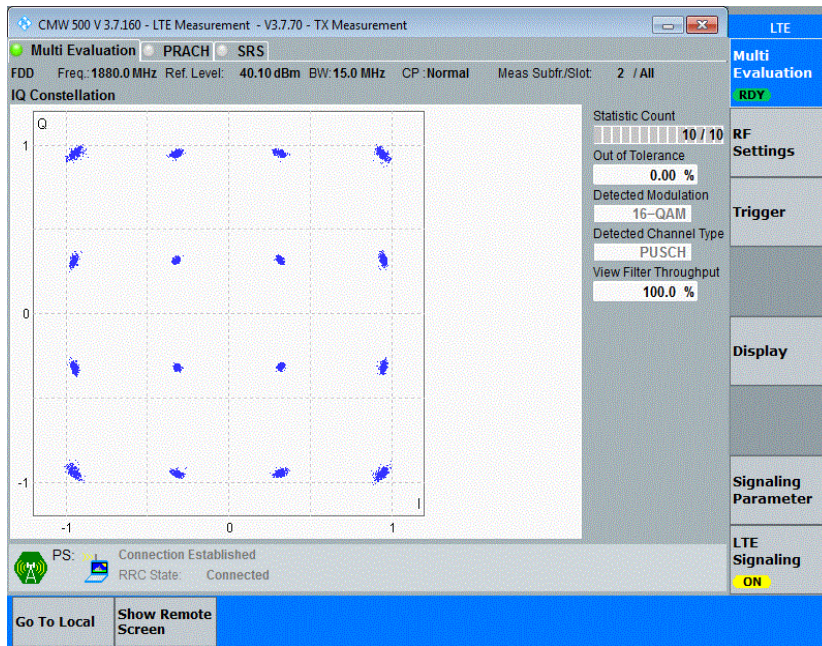 CMW 500 V 3.7.160 - LTE Measurement - V3.7.70 - TX Measurement
LTE
Multi Evaluation PRACH SRS
Multi Evaluation
RDY
FDD Freq.: 1880.0 MHz Ref. Level: 40.10 dBm BW: 15.0 MHz CP : Normal Meas Subfr./Slot: 2 / All
IQ Constellation
Q
1
0
-1
-1 0 1
I
Statistic Count
10 / 10
Out of Tolerance
0.00 %
Detected Modulation
16-QAM
Detected Channel Type
PUSCH
View Filter Throughput
100.0 %
RF Settings
Trigger
Display
Signaling Parameter
LTE Signaling
ON
PS: Connection Established
RRC State: Connected
Go To Local
Show Remote Screen